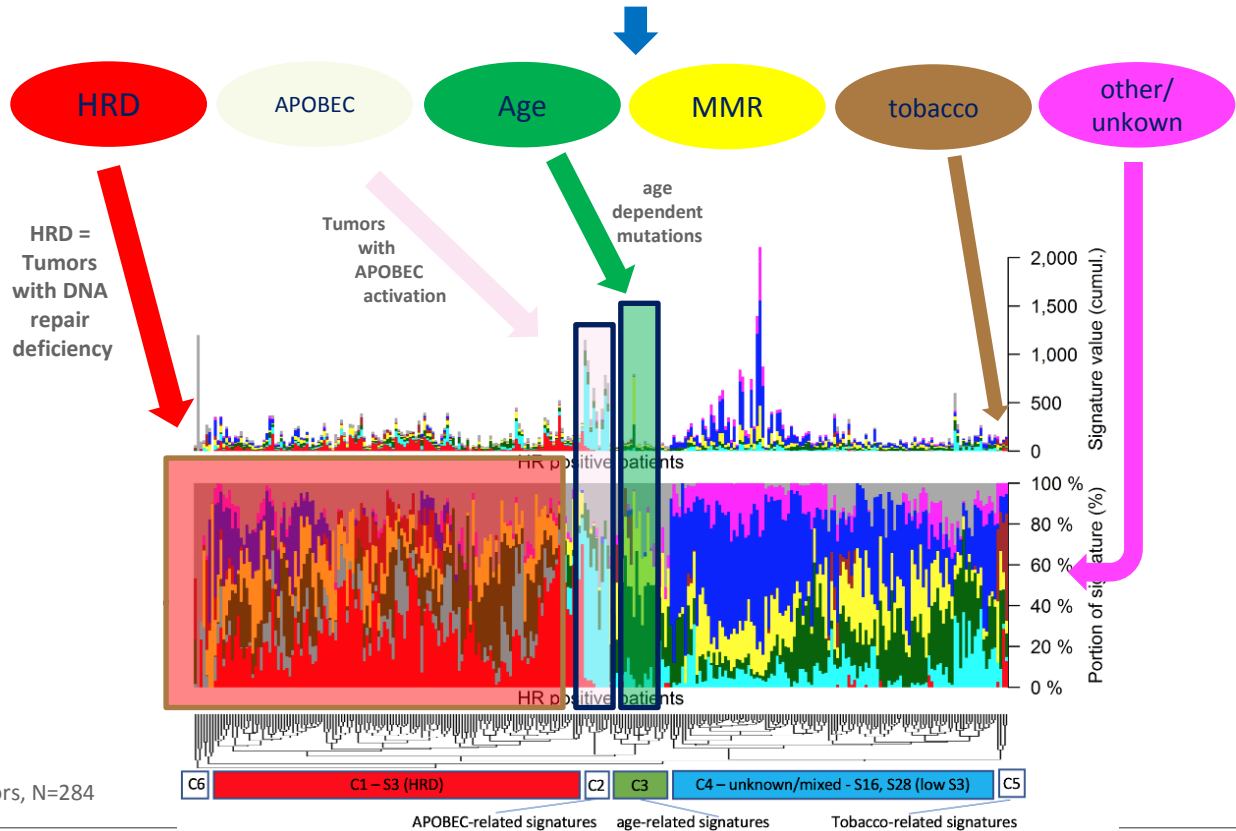 HRD
APOBEC
Age
MMR
tobacco
other/
unkown
HRD =
Tumors
with DNA
repair
deficiency
Tumors
with
APOBEC
activation
age
dependent
mutations
2,000
1,500
1,000
500
0
Signature value (cumul.)
HR positive patients
100 %
80 %
60 %
40 %
20 %
0 %
Portion of signature (%)
HR positive patients
C6
C1 – S3 (HRD)
C2
C3
C4 – unknown/mixed - S16, S28 (low S3)
C5
ors, N=284
APOBEC-related signatures
age-related signatures
Tobacco-related signatures